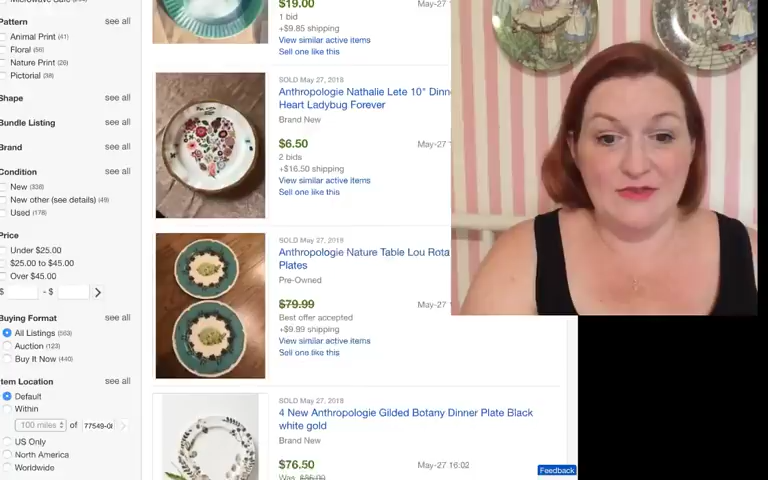 Pattern see all
Animal Print (41)
Floral (56)
Nature Print (26)
Pictorial (38)
Shape see all
Bundle Listing see all
Brand see all
Condition see all
New (338)
New other (see details) (49)
Used (178)
Price see all
Under $25.00
$25.00 to $45.00
Over $45.00
$ - $
Buying Format see all
All Listings (563)
Auction (123)
Buy It Now (440)
Item Location see all
Default
Within
100 miles of 77549-0
US Only
North America
Worldwide
$19.00 May-27
1 bid
+$9.85 shipping
View similar active items
Sell one like this
SOLD May 27, 2018
Anthropologie Nathalie Lete 10" Dinn
Heart Ladybug Forever
Brand New
$6.50 May-27
2 bids
+$16.50 shipping
View similar active items
Sell one like this
SOLD May 27, 2018
Anthropologie Nature Table Lou Rota
Plates
Pre-Owned
$79.99 May-27
Best offer accepted
+$9.99 shipping
View similar active items
Sell one like this
SOLD May 27, 2018
4 New Anthropologie Gilded Botany Dinner Plate Black
white gold
Brand New
$76.50 May-27 16:02
Was: $85.00
Feedback